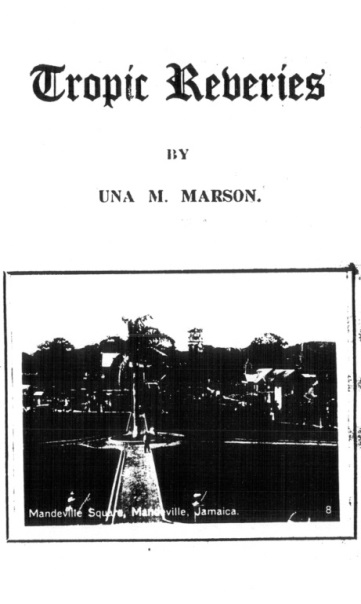 Tropic Reveries
BY
UNA M. MARSON.
Mandeville Square, Mandeville, Jamaica.
8